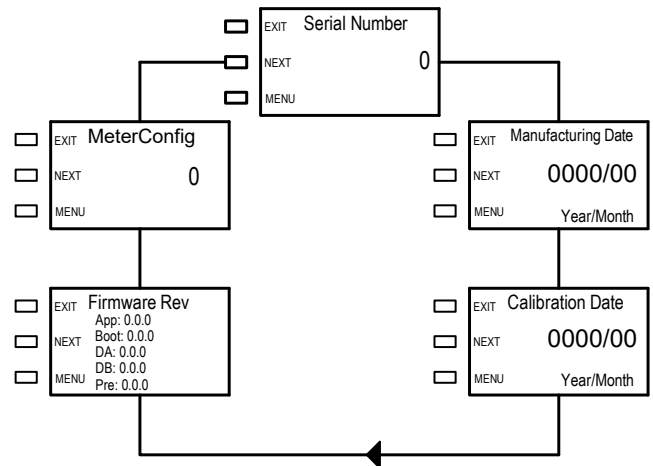 EXIT Serial Number
NEXT 0
MENU
EXIT MeterConfig
NEXT 0
MENU
EXIT Manufacturing Date
NEXT 0000/00
MENU Year/Month
EXIT Firmware Rev
App: 0.0.0
NEXT Boot: 0.0.0
DA: 0.0.0
DB: 0.0.0
MENU Pre: 0.0.0
EXIT Calibration Date
NEXT 0000/00
MENU Year/Month